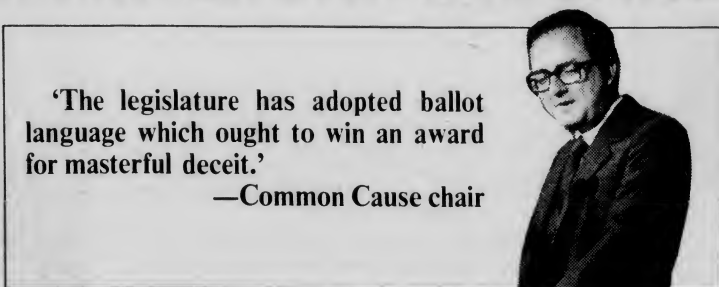 ‘The legislature has adopted ballot
language which ought to win an award
for masterful deceit.’
—Common Cause chair